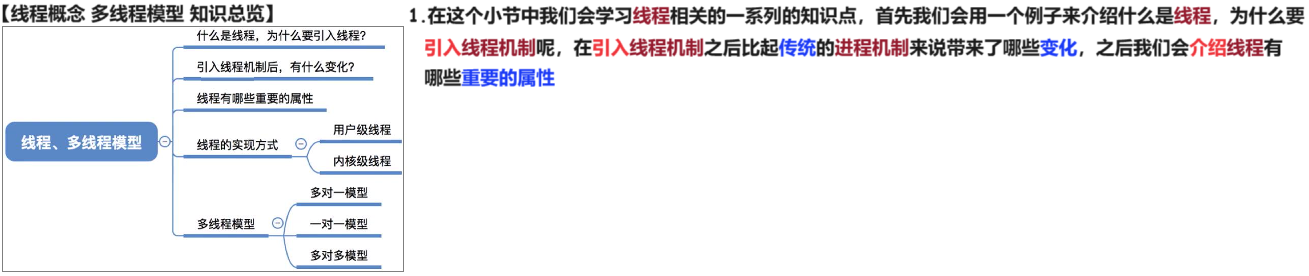 【线程概念 多线程模型 知识总览】
什么是线程，为什么要引入线程？
引入线程机制后，有什么变化？
线程有哪些重要的属性
线程、多线程模型
线程的实现方式
用户级线程
内核级线程
多线程模型
多对一模型
一对一模型
多对多模型
1.在这个小节中我们会学习线程相关的一系列的知识点，首先我们会用一个例子来介绍什么是线程，为什么要
引入线程机制呢，在引入线程机制之后比起传统的进程机制来说带来了哪些变化，之后我们会介绍线程有
哪些重要的属性